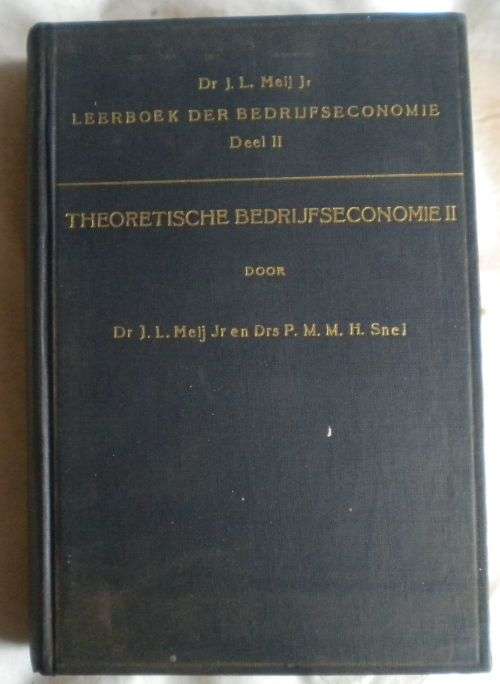 Dr J. L. Meij Jr
LEERBOEK DER BEDRIJFSECONOMIE
Deel II
THEORETISCHE BEDRIJFSECONOMIE II
DOOR
Dr J. L. Meij Jr en Drs P. M. M. H. Snel